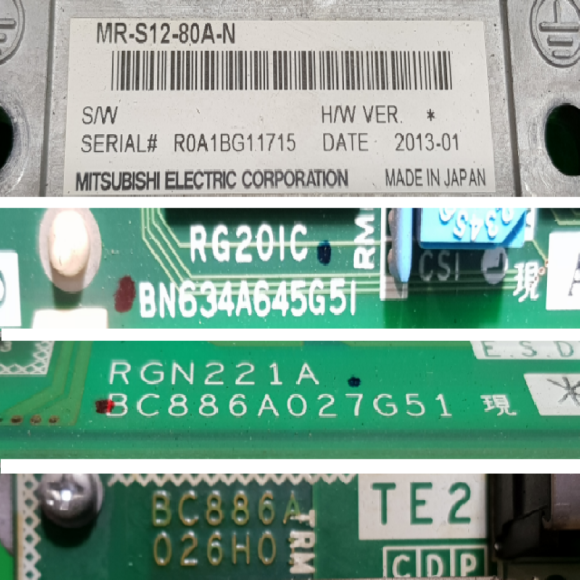 MR-S12-80A-N
S/W H/W VER. *
SERIAL# R0A1BG11715 DATE 2013-01
MITSUBISHI ELECTRIC CORPORATION MADE IN JAPAN
RG201C
BN634A645G51
RM
CS1
現
E.S.D
RGN221A
BC886A027G51 現
BC886A
026H0
TRM
TE2
CDP